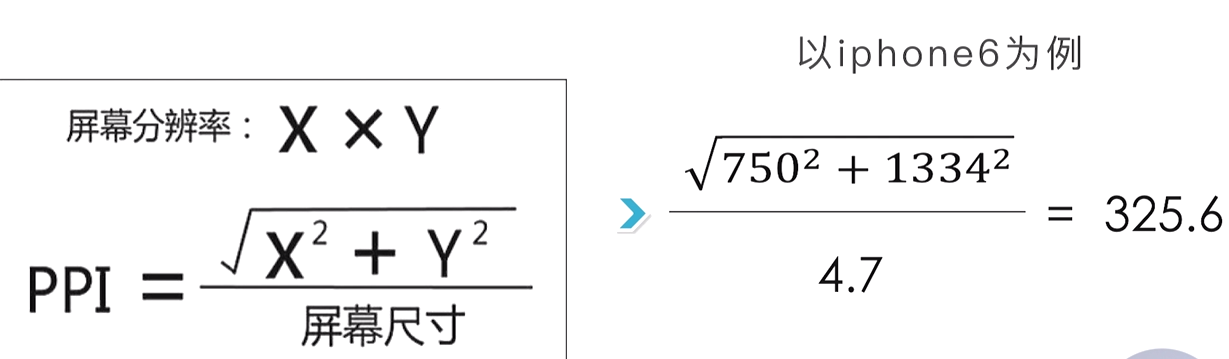 屏幕分辨率：X × Y
PPI = √(X² + Y²) / 屏幕尺寸
以iphone6为例
√(750² + 1334²) / 4.7 = 325.6